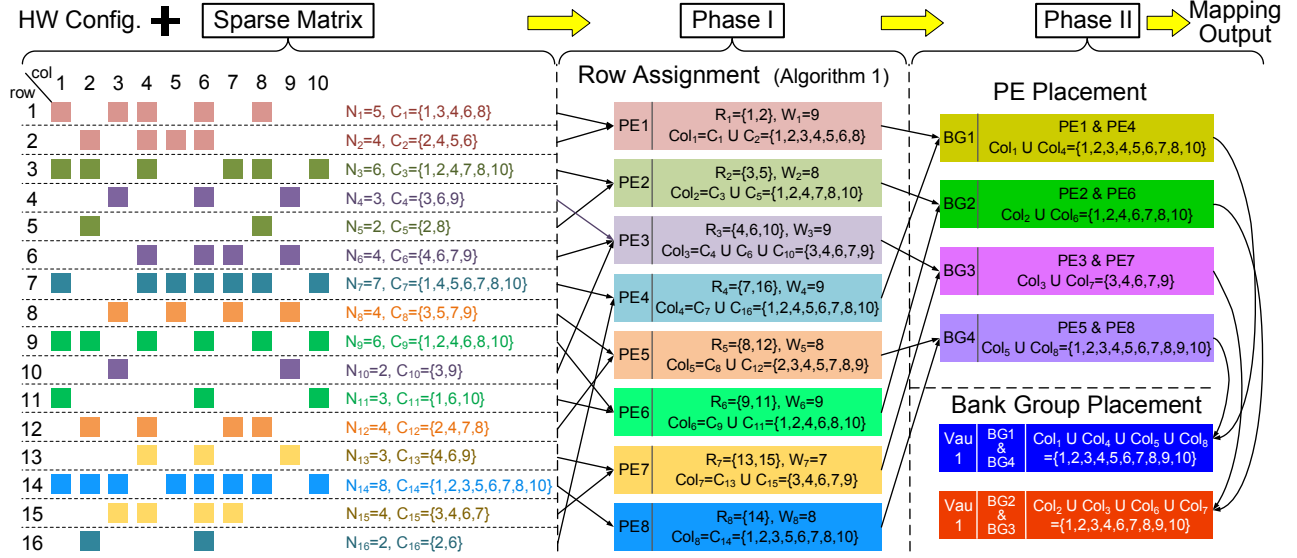 HW Config. + Sparse Matrix
Phase I
Phase II
Mapping
Output
col
row
1 2 3 4 5 6 7 8 9 10
1 N₁=5, C₁={1,3,4,6,8}
2 N₂=4, C₂={2,4,5,6}
3 N₃=6, C₃={1,2,4,7,8,10}
4 N₄=3, C₄={3,6,9}
5 N₅=2, C₅={2,8}
6 N₆=4, C₆={4,6,7,9}
7 N₇=7, C₇={1,4,5,6,7,8,10}
8 N₈=4, C₈={3,5,7,9}
9 N₉=6, C₉={1,2,4,6,8,10}
10 N₁₀=2, C₁₀={3,9}
11 N₁₁=3, C₁₁={1,6,10}
12 N₁₂=4, C₁₂={2,4,7,8}
13 N₁₃=3, C₁₃={4,6,9}
14 N₁₄=8, C₁₄={1,2,3,5,6,7,8,10}
15 N₁₅=4, C₁₅={3,4,6,7}
16 N₁₆=2, C₁₆={2,6}
Row Assignment (Algorithm 1)
PE1
R₁={1,2}, W₁=9
Col₁=C₁ U C₂={1,2,3,4,5,6,8}
PE2
R₂={3,5}, W₂=8
Col₂=C₃ U C₅={1,2,4,7,8,10}
PE3
R₃={4,6,10}, W₃=9
Col₃=C₄ U C₆ U C₁₀={3,4,6,7,9}
PE4
R₄={7,16}, W₄=9
Col₄=C₇ U C₁₆={1,2,4,5,6,7,8,10}
PE5
R₅={8,12}, W₅=8
Col₅=C₈ U C₁₂={2,3,4,5,7,8,9}
PE6
R₆={9,11}, W₆=9
Col₆=C₉ U C₁₁={1,2,4,6,8,10}
PE7
R₇={13,15}, W₇=7
Col₇=C₁₃ U C₁₅={3,4,6,7,9}
PE8
R₈={14}, W₈=8
Col₈=C₁₄={1,2,3,5,6,7,8,10}
PE Placement
BG1
PE1 & PE4
Col₁ U Col₄={1,2,3,4,5,6,7,8,10}
BG2
PE2 & PE6
Col₂ U Col₆={1,2,4,6,7,8,10}
BG3
PE3 & PE7
Col₃ U Col₇={3,4,6,7,9}
BG4
PE5 & PE8
Col₅ U Col₈={1,2,3,4,5,6,7,8,9,10}
Bank Group Placement
Vau
1
BG1
&
BG4
Col₁ U Col₄ U Col₅ U Col₈
={1,2,3,4,5,6,7,8,9,10}
Vau
1
BG2
&
BG3
Col₂ U Col₃ U Col₆ U Col₇
={1,2,3,4,6,7,8,9,10}